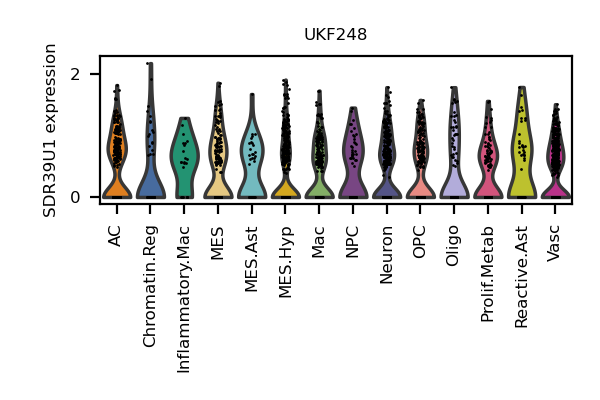 UKF248
SDR39U1 expression
2
0
AC
Chromatin.Reg
Inflammatory.Mac
MES
MES.Ast
MES.Hyp
Mac
NPC
Neuron
OPC
Oligo
Prolif.Metab
Reactive.Ast
Vasc